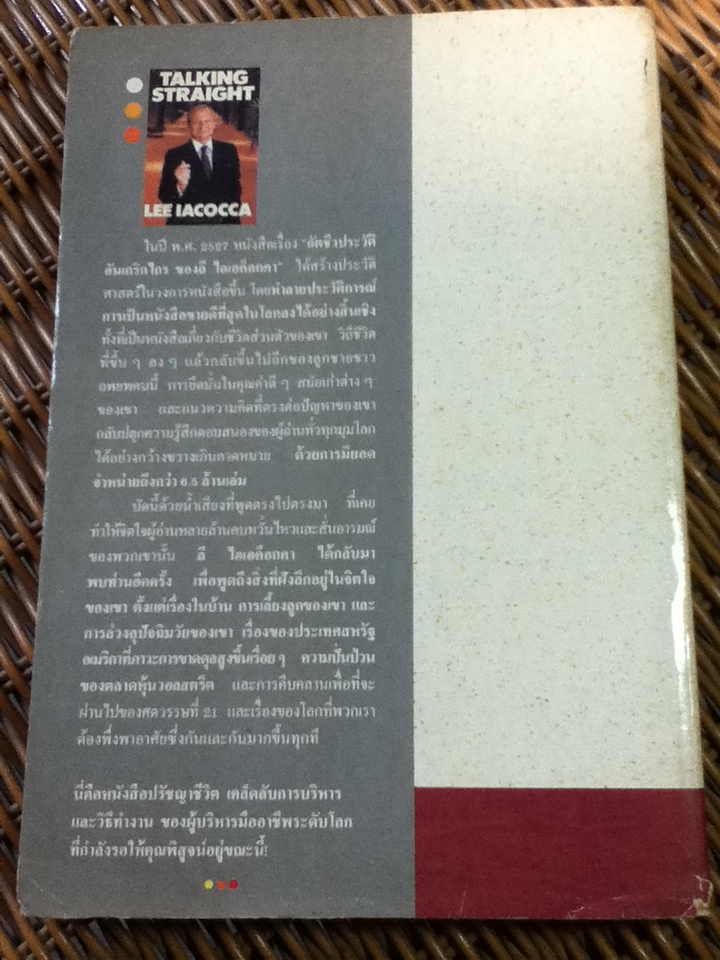 TALKING
STRAIGHT
LEE IACOCCA
ในปี พ.ศ. 2527 หนังสือเรื่อง "อัตชีวประวัติ
อันเกริกไกร ของลี ไอเอค็อกคา" ได้สร้างประวัติ
ศาสตร์ในวงการหนังสือขึ้น โดยทำลายประวัติการณ์
การเป็นหนังสือขายดีที่สุดในโลกลงได้อย่างสิ้นเชิง
ทั้งที่เป็นหนังสือเกี่ยวกับชีวิตส่วนตัวของเขา วิถีชีวิต
ที่ขึ้น ๆ ลง ๆ แล้วกลับขึ้นไปอีกของลูกชายชาว
อพยพคนนี้ การยึดมั่นในคุณค่าดี ๆ สมัยเก่าต่าง ๆ
ของเขา และแนวความคิดที่ตรงต่อปัญหาของเขา
กลับปลุกความรู้สึกตอบสนองของผู้อ่านทั่วทุกมุมโลก
ได้อย่างกว้างขวางเกินคาดหมาย ด้วยการมียอด
จำหน่ายถึงกว่า 6.5 ล้านเล่ม
บัดนี้ด้วยน้ำเสียงที่พูดตรงไปตรงมา ที่เคย
ทำให้จิตใจผู้อ่านหลายล้านคนหวั่นไหวและสั่นอารมณ์
ของพวกเขานั้น ลี ไอเอค็อกคา ได้กลับมา
พบท่านอีกครั้ง เพื่อพูดถึงสิ่งที่ฝังลึกอยู่ในจิตใจ
ของเขา ตั้งแต่เรื่องในบ้าน การเลี้ยงลูกของเขา และ
การล่วงลุปัจฉิมวัยของเขา เรื่องของประเทศสหรัฐ
อเมริกาที่ภาวะการขาดดุลสูงขึ้นเรื่อย ๆ ความปั่นป่วน
ของตลาดหุ้นวอลสตรีต และการคืบคลานเพื่อที่จะ
ผ่านไปของศตวรรษที่ 21 และเรื่องของโลกที่พวกเรา
ต้องพึ่งพาอาศัยซึ่งกันและกันมากขึ้นทุกที
นี่คือหนังสือปรัชญาชีวิต เคล็ดลับการบริหาร
และวิธีทำงาน ของผู้บริหารมืออาชีพระดับโลก
ที่กำลังรอให้คุณพิสูจน์อยู่ขณะนี้!